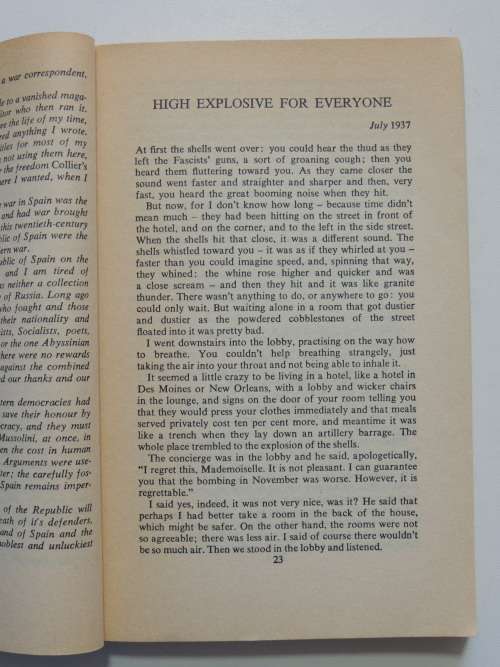 a war correspondent.
le to a vanished maga-
itor who then ran it.
ee the life of my time,
red anything I wrote.
itles for most of my
not using them here,
r the freedom Collier's
here I wanted, when I
war in Spain was the
and had war brought
this twentieth-century
blic of Spain were the
dern war.
public of Spain on the
and I am tired of
is neither a collection
of Russia. Long ago
who fought and those
their nationality and
ists, Socialists, poets,
or the one Abyssinian
here were no rewards
against the combined
d our thanks and our
tern democracies had
save their honour by
cracy, and they must
Mussolini, at once, in
en the cost in human
Arguments were use-
ter; the carefully fos-
Spain remains imper-
of the Republic will
eath of it's defenders.
and of Spain and the
noblest and unluckiest
HIGH EXPLOSIVE FOR EVERYONE
July 1937
At first the shells went over: you could hear the thud as they
left the Fascists' guns, a sort of groaning cough; then you
heard them fluttering toward you. As they came closer the
sound went faster and straighter and sharper and then, very
fast, you heard the great booming noise when they hit.
But now, for I don't know how long – because time didn't
mean much – they had been hitting on the street in front of
the hotel, and on the corner, and to the left in the side street.
When the shells hit that close, it was a different sound. The
shells whistled toward you – it was as if they whirled at you –
faster than you could imagine speed, and, spinning that way,
they whined: the whine rose higher and quicker and was
a close scream – and then they hit and it was like granite
thunder. There wasn't anything to do, or anywhere to go: you
could only wait. But waiting alone in a room that got dustier
and dustier as the powdered cobblestones of the street
floated into it was pretty bad.
I went downstairs into the lobby, practising on the way how
to breathe. You couldn't help breathing strangely, just
taking the air into your throat and not being able to inhale it.
It seemed a little crazy to be living in a hotel, like a hotel in
Des Moines or New Orleans, with a lobby and wicker chairs
in the lounge, and signs on the door of your room telling you
that they would press your clothes immediately and that meals
served privately cost ten per cent more, and meantime it was
like a trench when they lay down an artillery barrage. The
whole place trembled to the explosion of the shells.
The concierge was in the lobby and he said, apologetically,
"I regret this, Mademoiselle. It is not pleasant. I can guarantee
you that the bombing in November was worse. However, it is
regrettable."
I said yes, indeed, it was not very nice, was it? He said that
perhaps I had better take a room in the back of the house,
which might be safer. On the other hand, the rooms were not
so agreeable; there was less air. I said of course there wouldn't
be so much air. Then we stood in the lobby and listened.
23